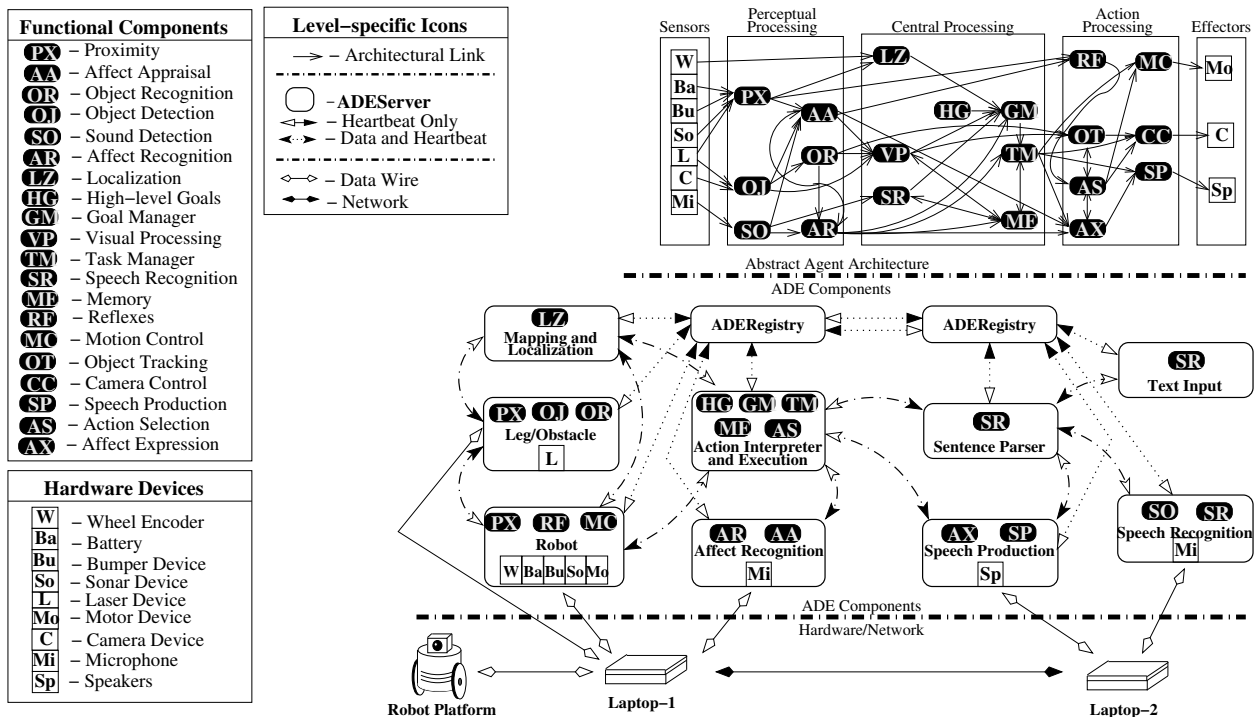 Functional Components
PX – Proximity
AA – Affect Appraisal
OR – Object Recognition
OJ – Object Detection
SO – Sound Detection
AR – Affect Recognition
LZ – Localization
HG – High–level Goals
GM – Goal Manager
VP – Visual Processing
TM – Task Manager
SR – Speech Recognition
MF – Memory
RF – Reflexes
MC – Motion Control
OT – Object Tracking
CC – Camera Control
SP – Speech Production
AS – Action Selection
AX – Affect Expression
Hardware Devices
W – Wheel Encoder
Ba – Battery
Bu – Bumper Device
So – Sonar Device
L – Laser Device
Mo – Motor Device
C – Camera Device
Mi – Microphone
Sp – Speakers
Level–specific Icons
– Architectural Link
– ADEServer
– Heartbeat Only
– Data and Heartbeat
– Data Wire
– Network
Sensors
Perceptual
Processing
Central Processing
Action
Processing
Effectors
W
Ba
Bu
So
L
C
Mi
PX
OJ
SO
AA
OR
AR
LZ
HG
GM
VP
TM
SR
MF
RF
OT
AS
AX
MC
CC
SP
Mo
C
Sp
Abstract Agent Architecture
ADE Components
LZ
Mapping and
Localization
ADERegistry
ADERegistry
SR
Text Input
PX OJ OR
Leg/Obstacle
L
HG GM TM
MF AS
Action Interpreter
and Execution
SR
Sentence Parser
PX RF MC
Robot
W Ba Bu So Mo
AR AA
Affect Recognition
Mi
AX SP
Speech Production
Sp
SO SR
Speech Recognition
Mi
ADE Components
Hardware/Network
Robot Platform
Laptop–1
Laptop–2